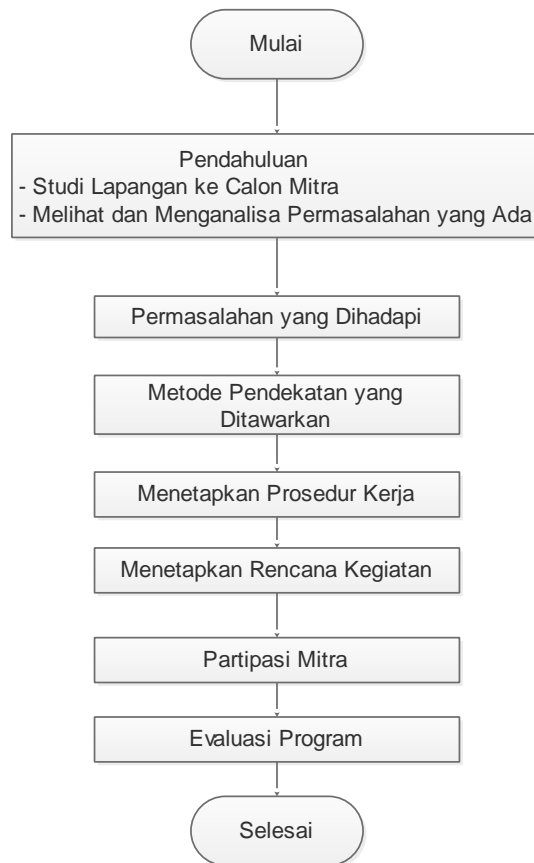 Mulai
Pendahuluan
- Studi Lapangan ke Calon Mitra
- Melihat dan Menganalisa Permasalahan yang Ada
Permasalahan yang Dihadapi
Metode Pendekatan yang
Ditawarkan
Menetapkan Prosedur Kerja
Menetapkan Rencana Kegiatan
Partipasi Mitra
Evaluasi Program
Selesai